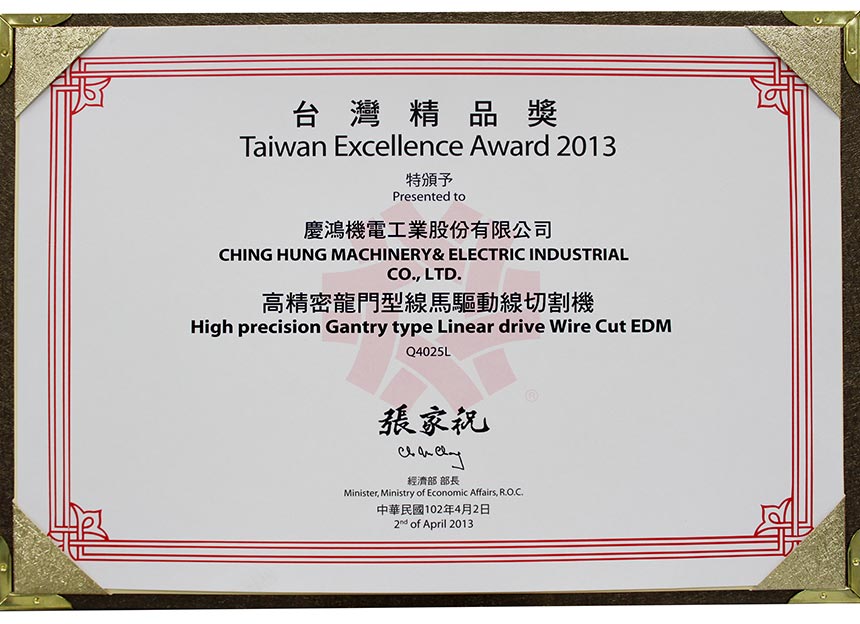 台灣精品獎
Taiwan Excellence Award 2013
特頒予
Presented to
慶鴻機電工業股份有限公司
CHING HUNG MACHINERY& ELECTRIC INDUSTRIAL
CO., LTD.
高精密龍門型線馬驅動線切割機
High precision Gantry type Linear drive Wire Cut EDM
Q4025L
®
張家祝
經濟部 部長
Minister, Ministry of Economic Affairs, R.O.C.
中華民國102年4月2日
2nd of April 2013